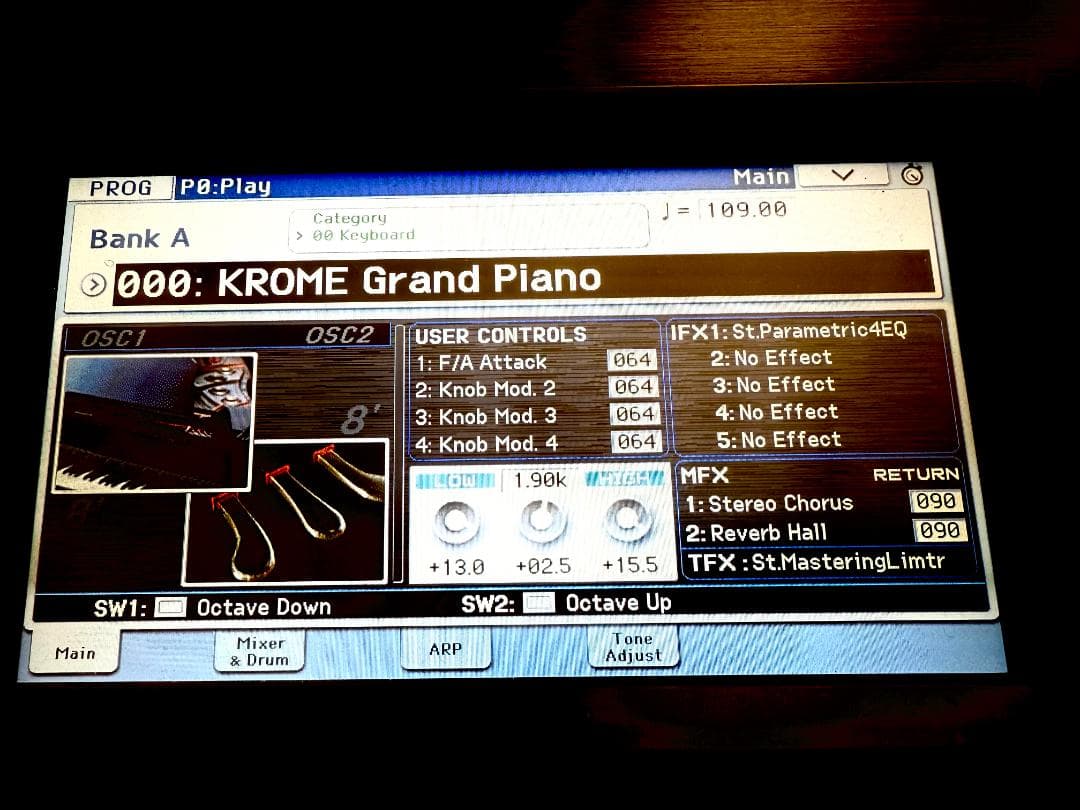 PROG P0:Play Main
Category
> 00 Keyboard
♩= 109.00
Bank A
000: KROME Grand Piano
OSC1 OSC2
8'
USER CONTROLS
1: F/A Attack 064
2: Knob Mod. 2 064
3: Knob Mod. 3 064
4: Knob Mod. 4 064
LOW 1.90k HIGH
+13.0 +02.5 +15.5
IFX1: St.Parametric4EQ
2: No Effect
3: No Effect
4: No Effect
5: No Effect
MFX RETURN
1: Stereo Chorus 090
2: Reverb Hall 090
TFX :St.MasteringLimtr
SW1: Octave Down SW2: Octave Up
Main
Mixer
& Drum
ARP
Tone
Adjust